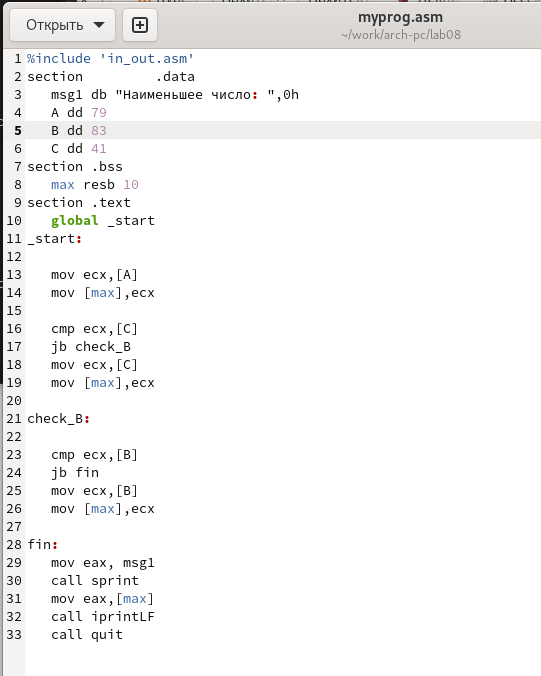 Открыть
myprog.asm
~/work/arch-pc/lab08
1 %include 'in_out.asm'
2 section         .data
3    msg1 db "Наименьшее число: ",0h
4    A dd 79
5    B dd 83
6    C dd 41
7 section .bss
8    max resb 10
9 section .text
10    global _start
11 _start:
12
13    mov ecx,[A]
14    mov [max],ecx
15
16    cmp ecx,[C]
17    jb check_B
18    mov ecx,[C]
19    mov [max],ecx
20
21 check_B:
22
23    cmp ecx,[B]
24    jb fin
25    mov ecx,[B]
26    mov [max],ecx
27
28 fin:
29    mov eax, msg1
30    call sprint
31    mov eax,[max]
32    call iprintLF
33    call quit